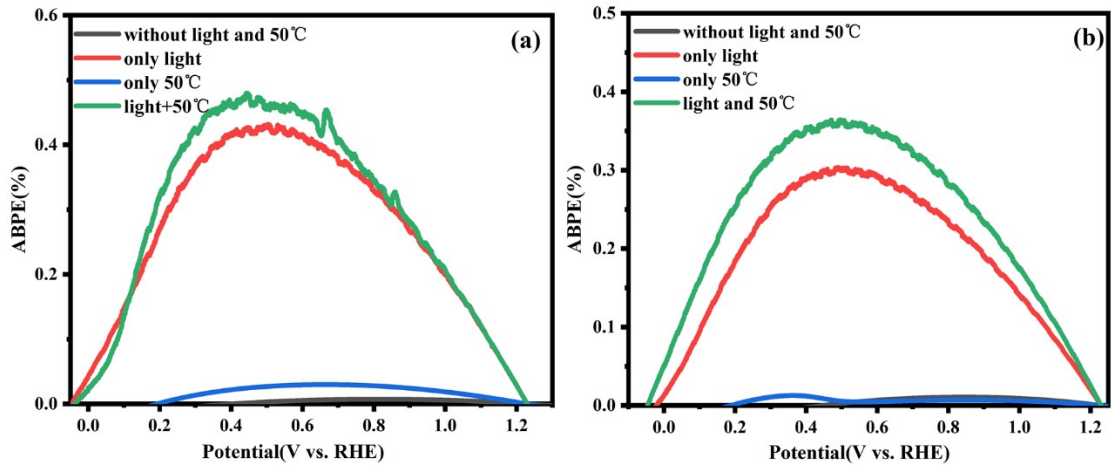 (a)
without light and 50℃
only light
only 50℃
light+50℃
ABPE(%)
0.6
0.4
0.2
0.0
0.0 0.2 0.4 0.6 0.8 1.0 1.2
Potential(V vs. RHE)
(b)
without light and 50℃
only light
only 50℃
light and 50℃
ABPE(%)
0.5
0.4
0.3
0.2
0.1
0.0
0.0 0.2 0.4 0.6 0.8 1.0 1.2
Potential(V vs. RHE)